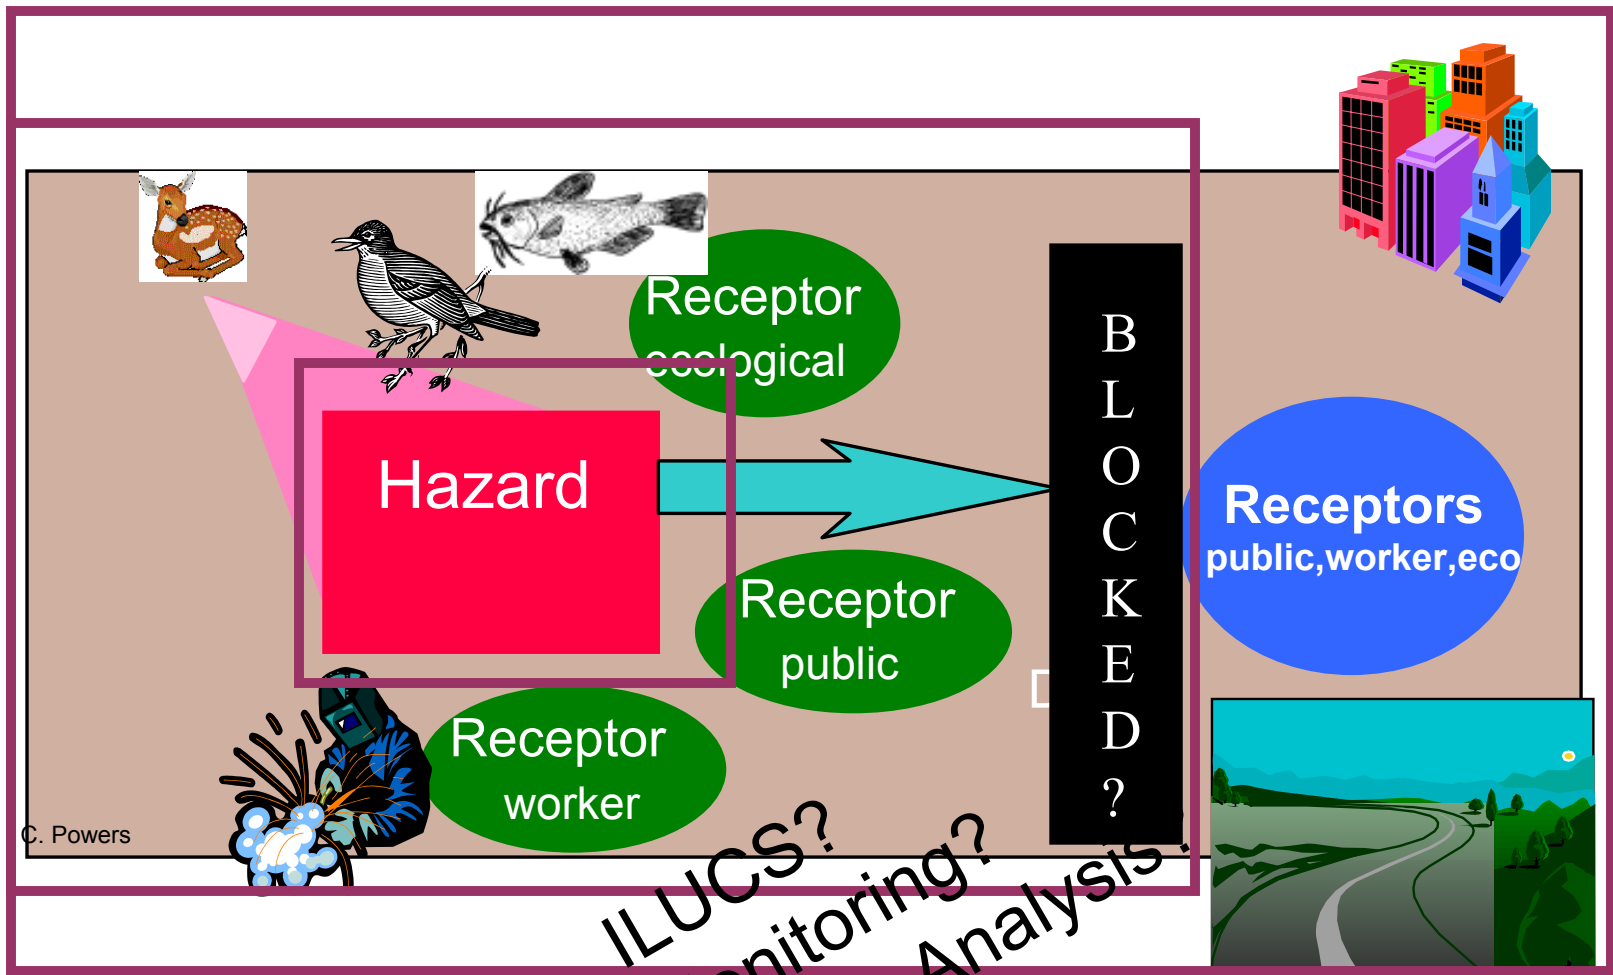 Receptor
ecological
Hazard
Receptor
public
Receptor
worker
B
L
O
C
K
E
D
?
Receptors
public,worker,eco
C. Powers
ILUCS?
Analysis?